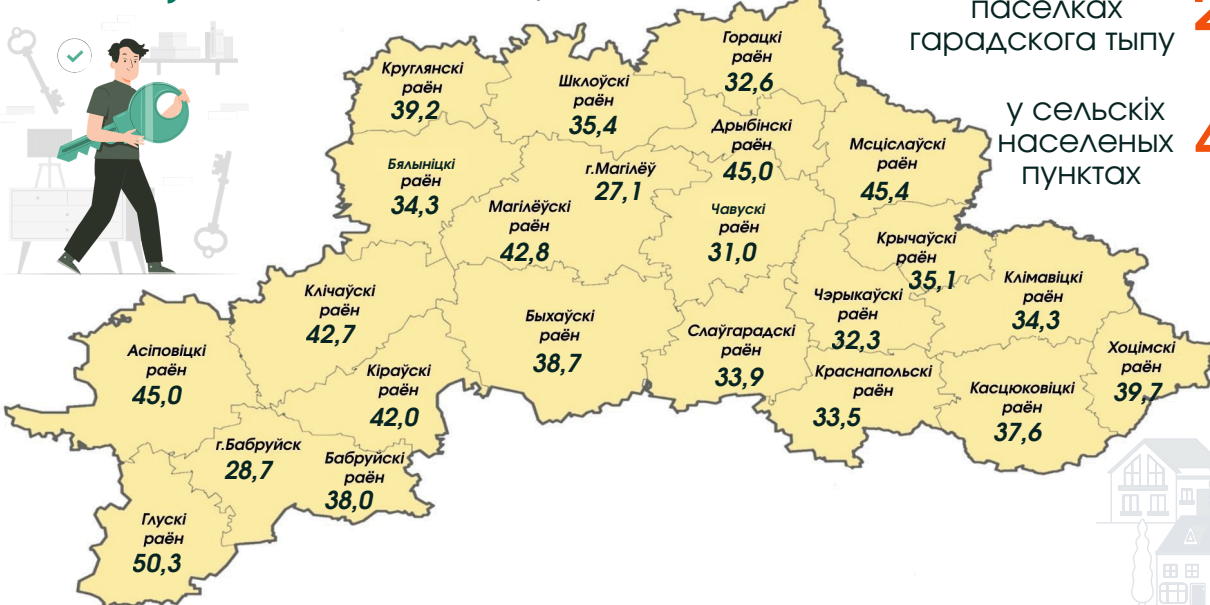 пасёлках
гарадскога тыпу
у сельскіх
населеных
пунктах
Горацкі
раён
32,6
Круглянскі
раён
39,2
Шклоўскі
раён
35,4
Дрыбінскі
раён
45,0
Мсціслаўскі
раён
45,4
Бялыніцкі
раён
34,3
г.Магілёў
27,1
Магілёўскі
раён
42,8
Чавускі
раён
31,0
Крычаўскі
раён
35,1
Клімавіцкі
раён
34,3
Клічаўскі
раён
42,7
Быхаўскі
раён
38,7
Чэрыкаўскі
раён
32,3
Слаўгарадскі
раён
33,9
Хоцімскі
раён
39,7
Асіповіцкі
раён
45,0
Кіраўскі
раён
42,0
Краснапольскі
раён
33,5
Касцюковіцкі
раён
37,6
г.Бабруйск
28,7
Бабруйскі
раён
38,0
Глускі
раён
50,3